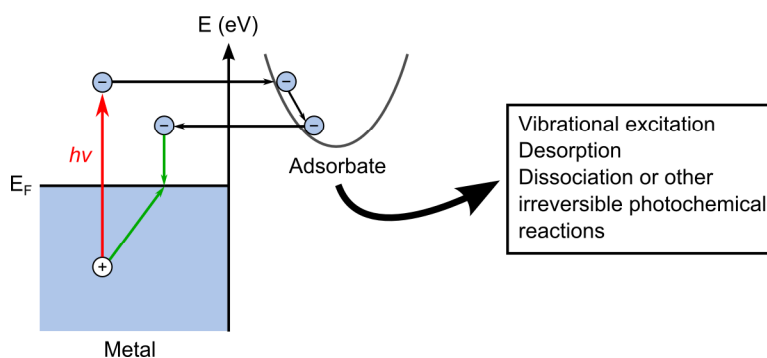 E (eV)
−
−
−
−
hν
Adsorbate
E_F
+
Metal
Vibrational excitation
Desorption
Dissociation or other
irreversible photochemical
reactions